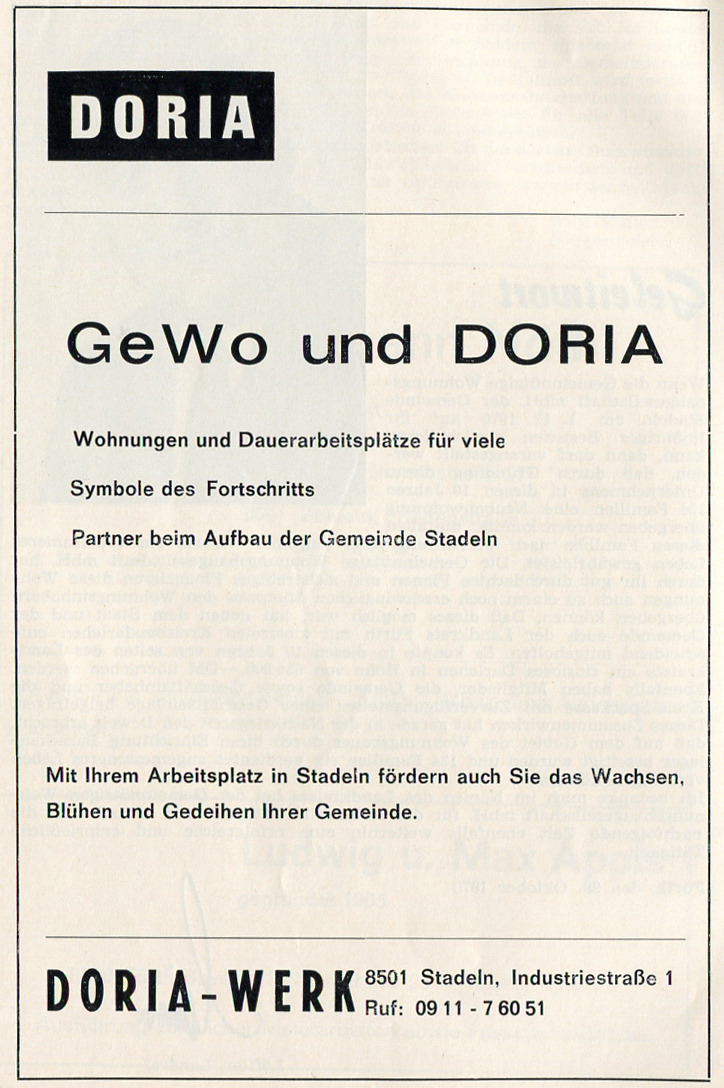 DORIA
GeWo und DORIA
Wohnungen und Dauerarbeitsplätze für viele
Symbole des Fortschritts
Partner beim Aufbau der Gemeinde Stadeln
Mit Ihrem Arbeitsplatz in Stadeln fördern auch Sie das Wachsen,
Blühen und Gedeihen Ihrer Gemeinde.
DORIA-WERK
8501 Stadeln, Industriestraße 1
Ruf: 09 11 - 7 60 51